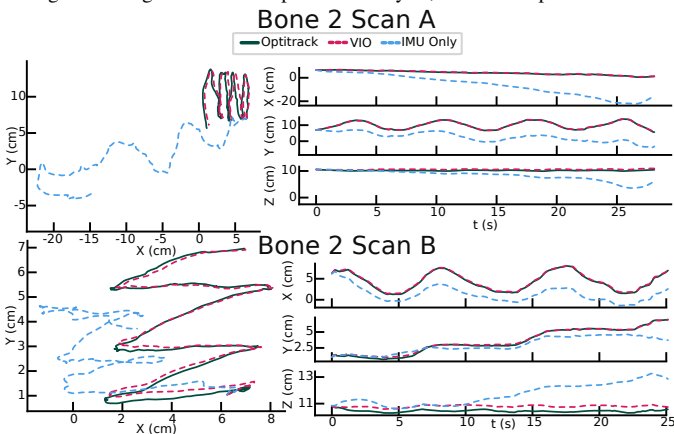 Bone 2 Scan A
Optitrack VIO IMU Only
Y (cm)
10
5
0
-5
-20 -15 -10 -5 0 5
X (cm)
X (cm)
0
-20
Y (cm)
10
0
Z (cm)
10
0
0 5 10 15 20 25
t (s)
Bone 2 Scan B
Y (cm)
7
6
5
4
3
2
1
0 2 4 6 8
X (cm)
X (cm)
5
0
Y (cm)
5
2
Z (cm)
13
11
0 5 10 15 20 25
t (s)